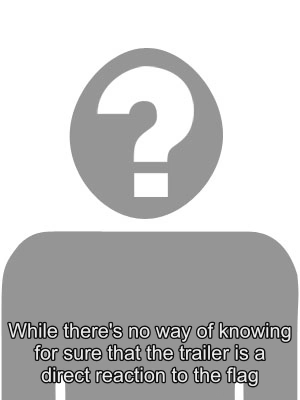 ?
While there's no way of knowing
for sure that the trailer is a
direct reaction to the flag